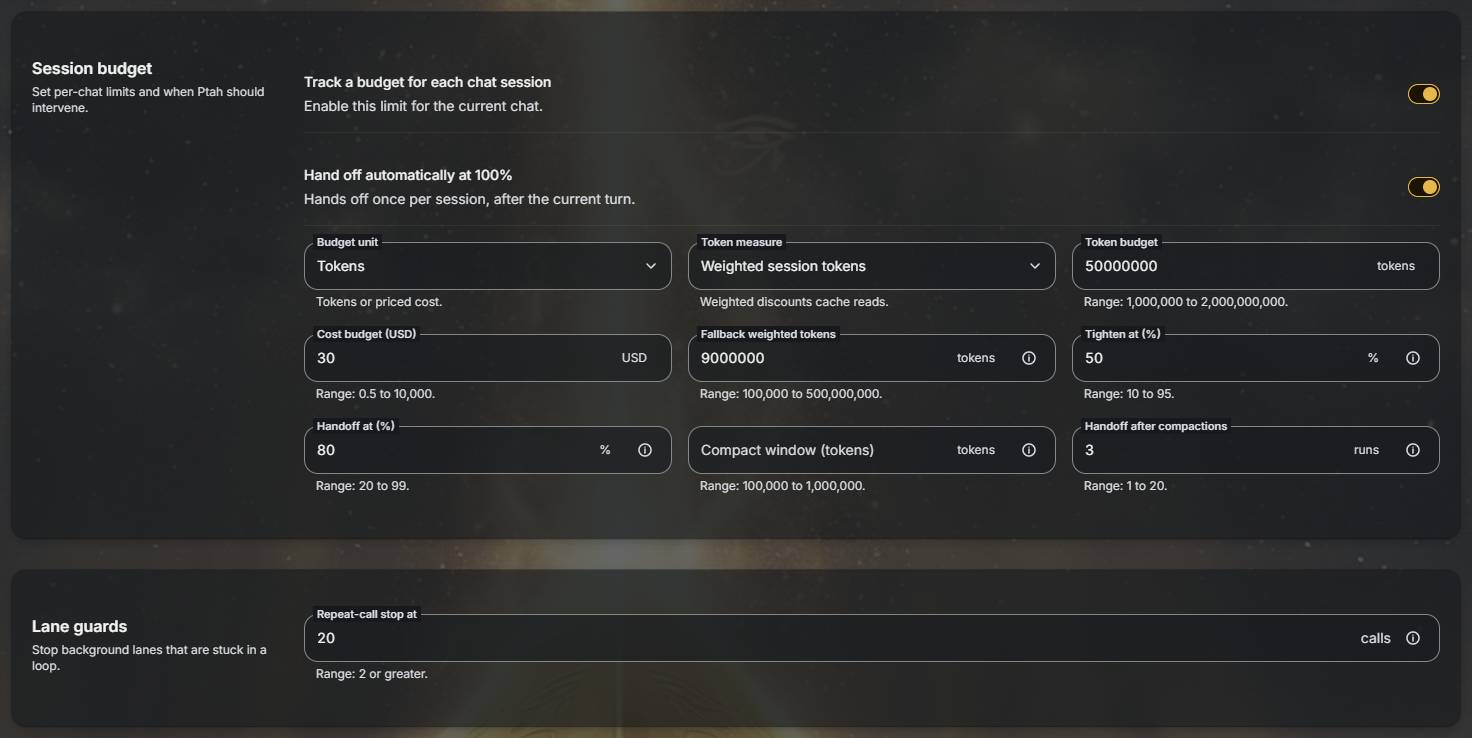 Session budget
Set per-chat limits and when Ptah should
intervene.
Track a budget for each chat session
Enable this limit for the current chat.
Hand off automatically at 100%
Hands off once per session, after the current turn.
Budget unit
Tokens
Tokens or priced cost.
Token measure
Weighted session tokens
Weighted discounts cache reads.
Token budget
50000000 tokens
Range: 1,000,000 to 2,000,000,000.
Cost budget (USD)
30 USD
Range: 0.5 to 10,000.
Fallback weighted tokens
9000000 tokens
Range: 100,000 to 500,000,000.
Tighten at (%)
50 %
Range: 10 to 95.
Handoff at (%)
80 %
Range: 20 to 99.
Compact window (tokens) tokens
Range: 100,000 to 1,000,000.
Handoff after compactions
3 runs
Range: 1 to 20.
Lane guards
Stop background lanes that are stuck in a
loop.
Repeat-call stop at
20 calls
Range: 2 or greater.